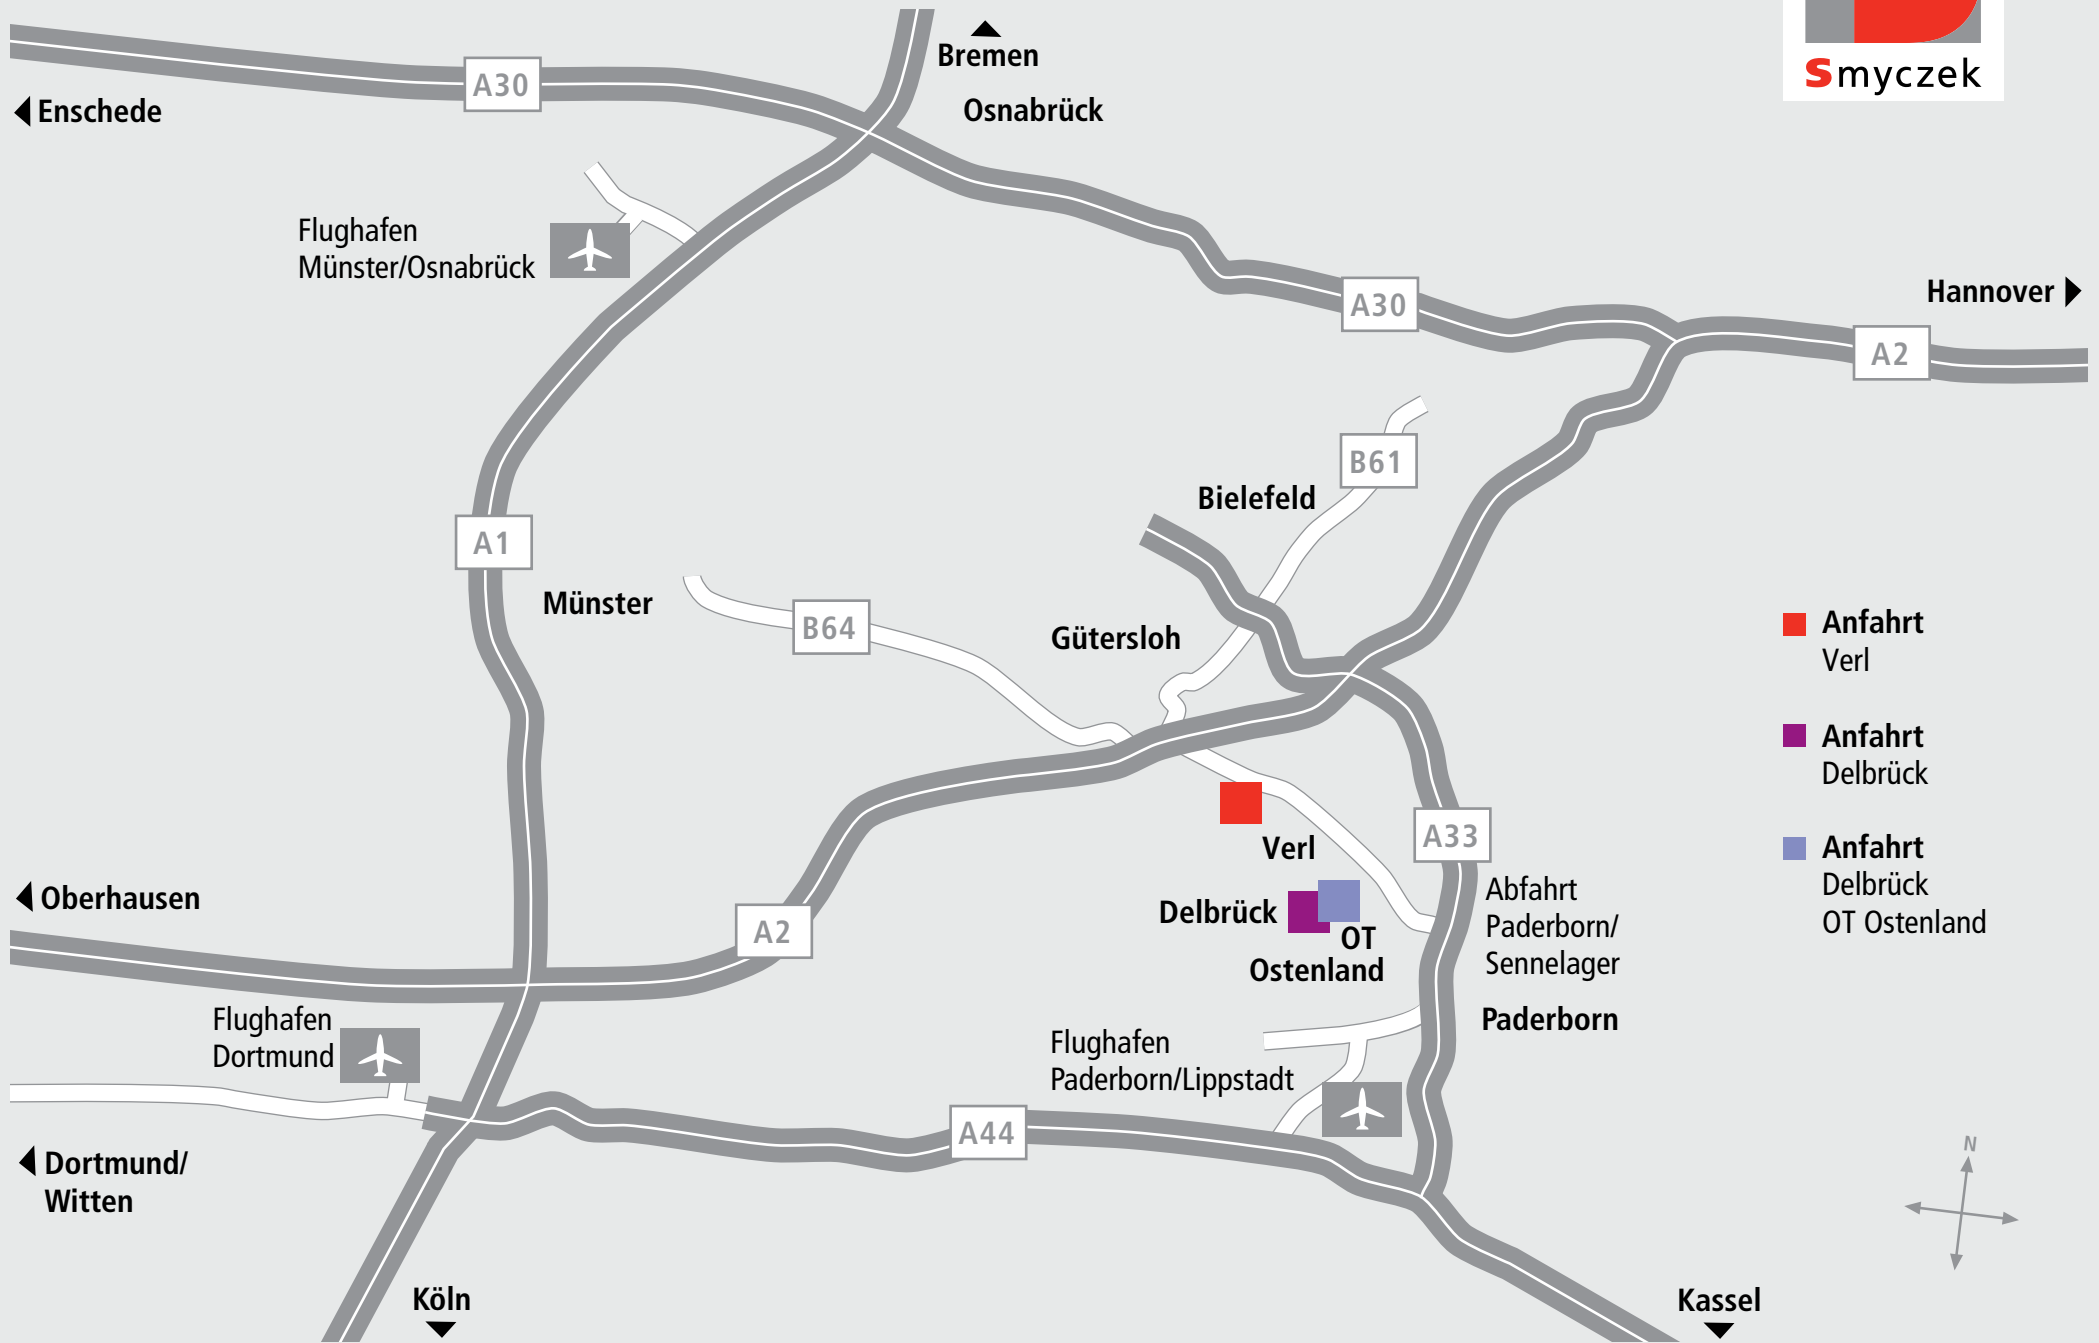 Bremen
Smyczek
A30
Enschede
Osnabrück
Flughafen
Münster/Osnabrück
Hannover
A30
A2
B61
Bielefeld
A1
Münster
B64
Gütersloh
Anfahrt
Verl
Anfahrt
Delbrück
Anfahrt
Delbrück
OT Ostenland
A33
Verl
Oberhausen
A2
Delbrück
OT
Ostenland
Abfahrt
Paderborn/
Sennelager
Paderborn
Flughafen
Dortmund
Flughafen
Paderborn/Lippstadt
A44
N
Dortmund/
Witten
Köln
Kassel